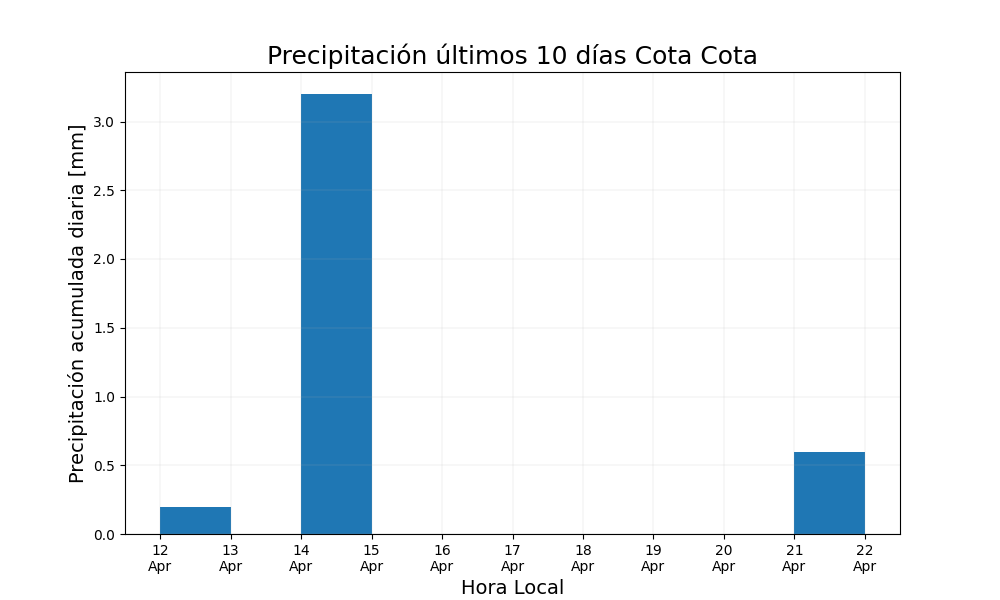 Precipitación últimos 10 días Cota Cota
Precipitación acumulada diaria [mm]
3.0
2.5
2.0
1.5
1.0
0.5
0.0
12 13 14 15 16 17 18 19 20 21 22
Apr Apr Apr Apr Apr Apr Apr Apr Apr Apr Apr
Hora Local